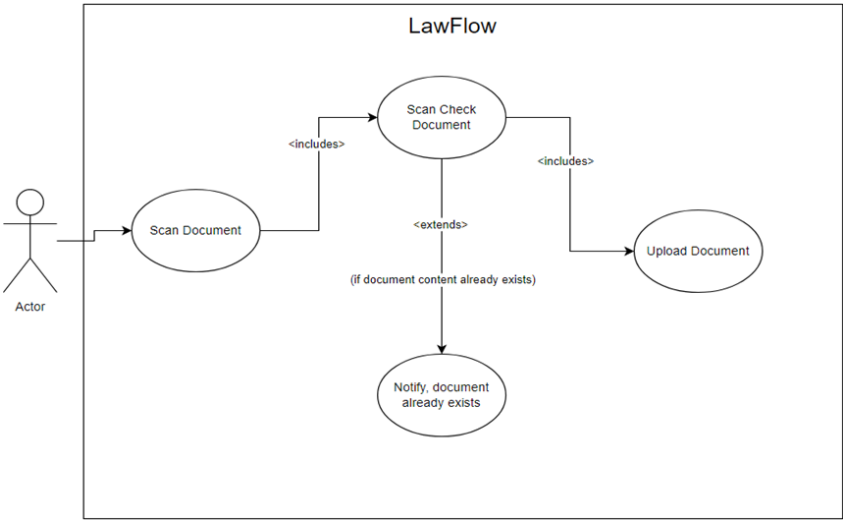 LawFlow
Scan Check
Document
<includes>
<includes>
Scan Document
<extends>
Upload Document
(if document content already exists)
Actor
Notify, document
already exists